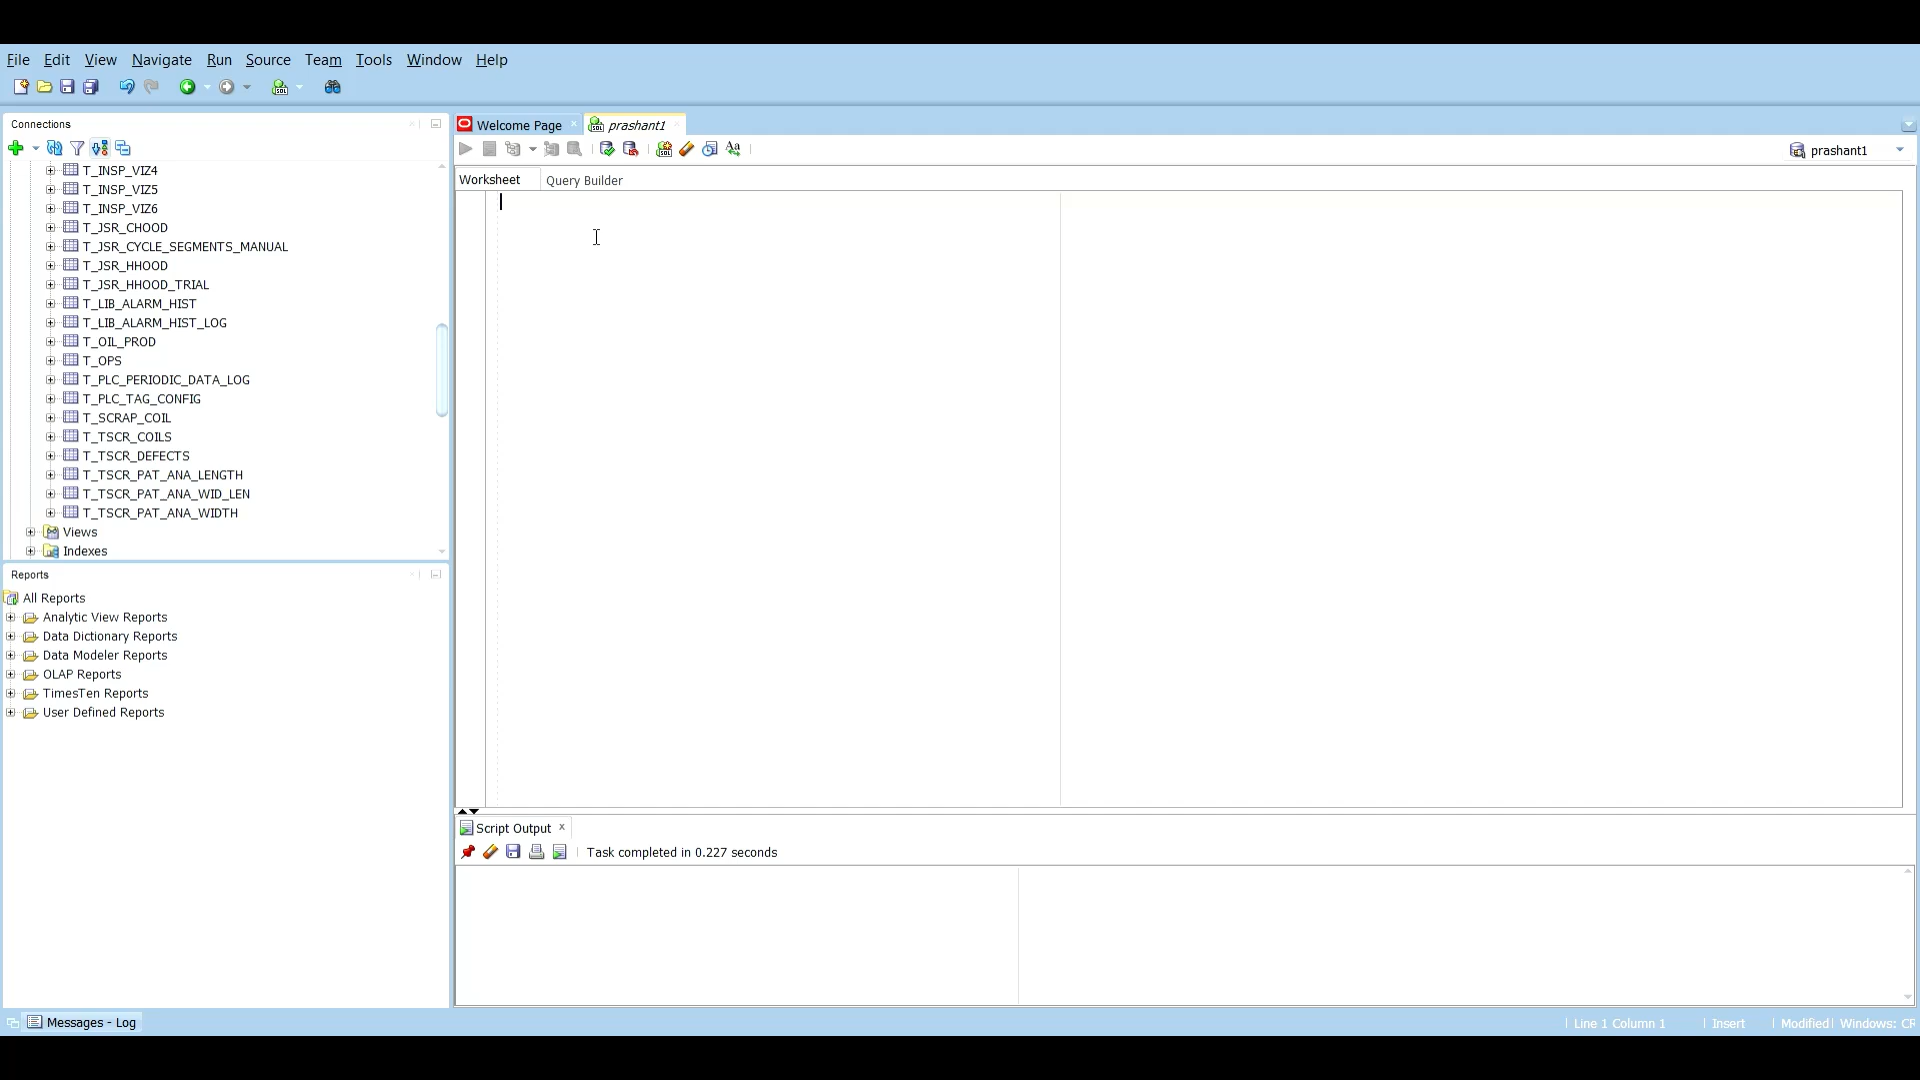 File Edit View Navigate Run Source Team Tools Window Help
Connections
T_INSP_VIZ4
T_INSP_VIZ5
T_INSP_VIZ6
T_JSR_CHOOD
T_JSR_CYCLE_SEGMENTS_MANUAL
T_JSR_HHOOD
T_JSR_HHOOD_TRIAL
T_LIB_ALARM_HIST
T_LIB_ALARM_HIST_LOG
T_OIL_PROD
T_OPS
T_PLC_PERIODIC_DATA_LOG
T_PLC_TAG_CONFIG
T_SCRAP_COIL
T_TSCR_COILS
T_TSCR_DEFECTS
T_TSCR_PAT_ANA_LENGTH
T_TSCR_PAT_ANA_WID_LEN
T_TSCR_PAT_ANA_WIDTH
Views
Indexes
Reports
All Reports
Analytic View Reports
Data Dictionary Reports
Data Modeler Reports
OLAP Reports
TimesTen Reports
User Defined Reports
Welcome Page prashant1
prashant1
Worksheet Query Builder
Script Output
Task completed in 0.227 seconds
Messages - Log
Line 1 Column 1 Insert Modified Windows: CR